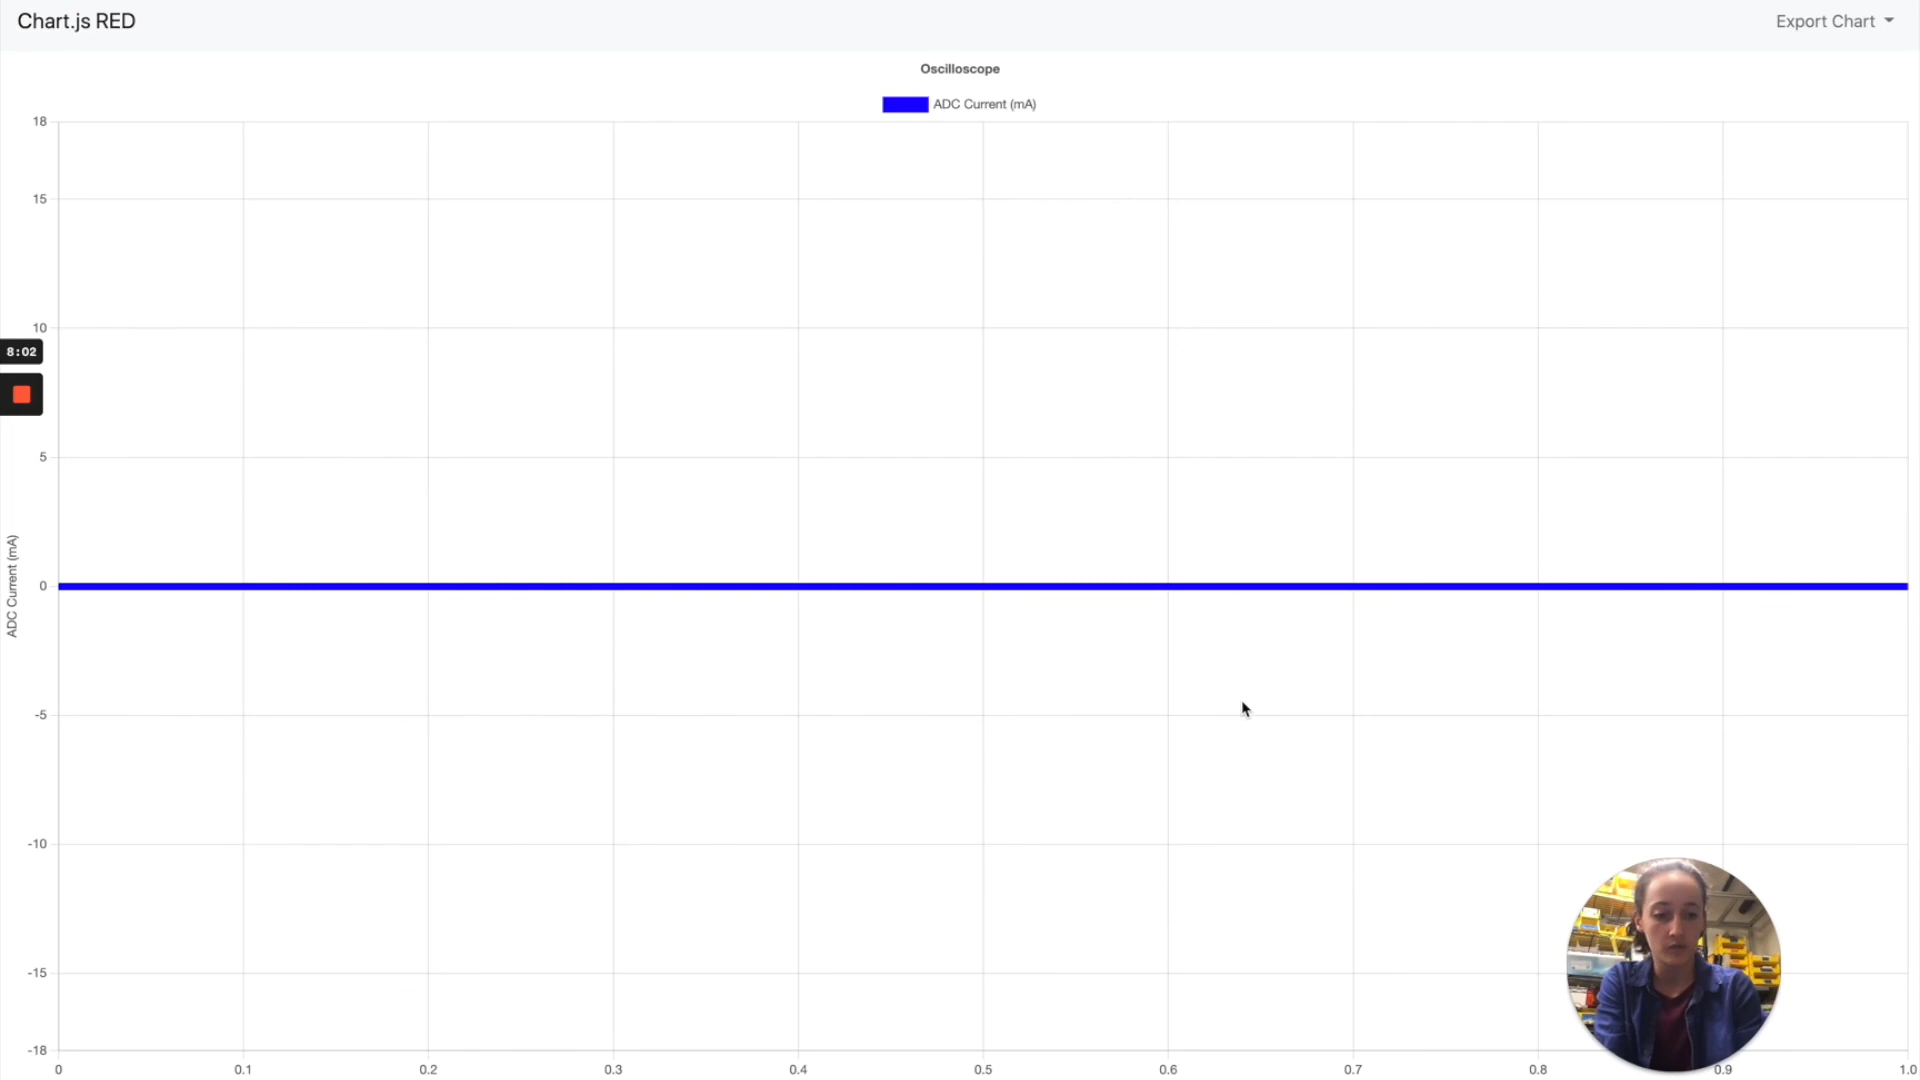 Chart.js RED
Export Chart
Oscilloscope
ADC Current (mA)
18
15
10
8:02
5
ADC Current (mA)
0
-5
-10
-15
-18
0 0.1 0.2 0.3 0.4 0.5 0.6 0.7 0.8 0.9 1.0